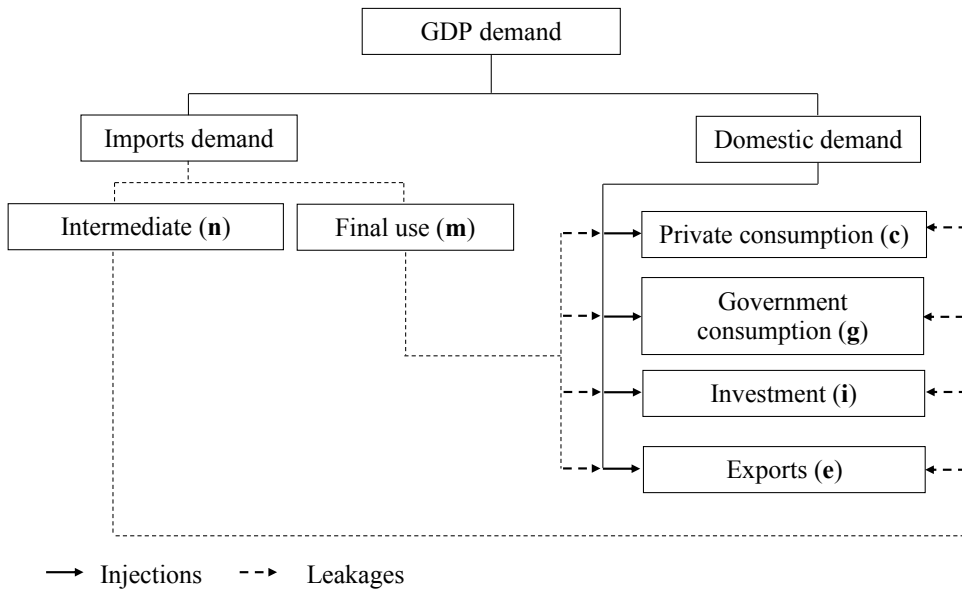 GDP demand
Imports demand
Domestic demand
Intermediate (n)
Final use (m)
Private consumption (c)
Government
consumption (g)
Investment (i)
Exports (e)
Injections
Leakages